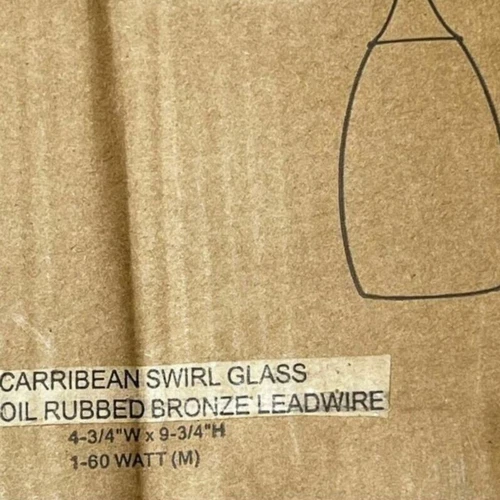 CARRIBEAN SWIRL GLASS
OIL RUBBED BRONZE LEADWIRE
4-3/4"W x 9-3/4"H
1-60 WATT (M)